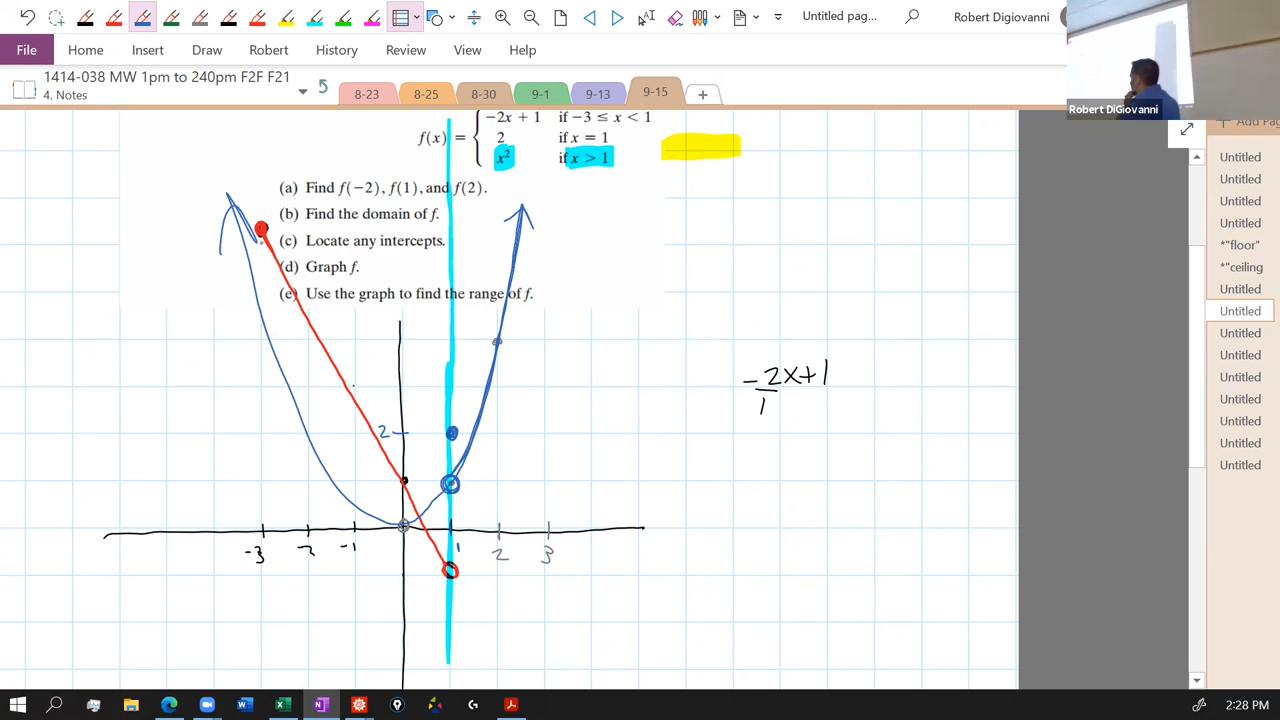 Untitled pag...
Robert Digiovanni
File Home Insert Draw Robert History Review View Help
1414-038 MW 1pm to 240pm F2F F21
4. Notes
8-23 8-25 8-30 9-1 9-13 9-15
Robert DiGiovanni
Add Page
Untitled
Untitled
Untitled
Untitled
*"floor"
*"ceiling
Untitled
Untitled
Untitled
Untitled
Untitled
Untitled
Untitled
Untitled
Untitled
−2x + 1 if −3 ≤ x < 1
f(x) = { 2 if x = 1
x² if x > 1
(a) Find f(−2), f(1), and f(2).
(b) Find the domain of f.
(c) Locate any intercepts.
(d) Graph f.
(e) Use the graph to find the range of f.
-2x+1
1
2
-3 -2 -1 1 2 3
2:28 PM